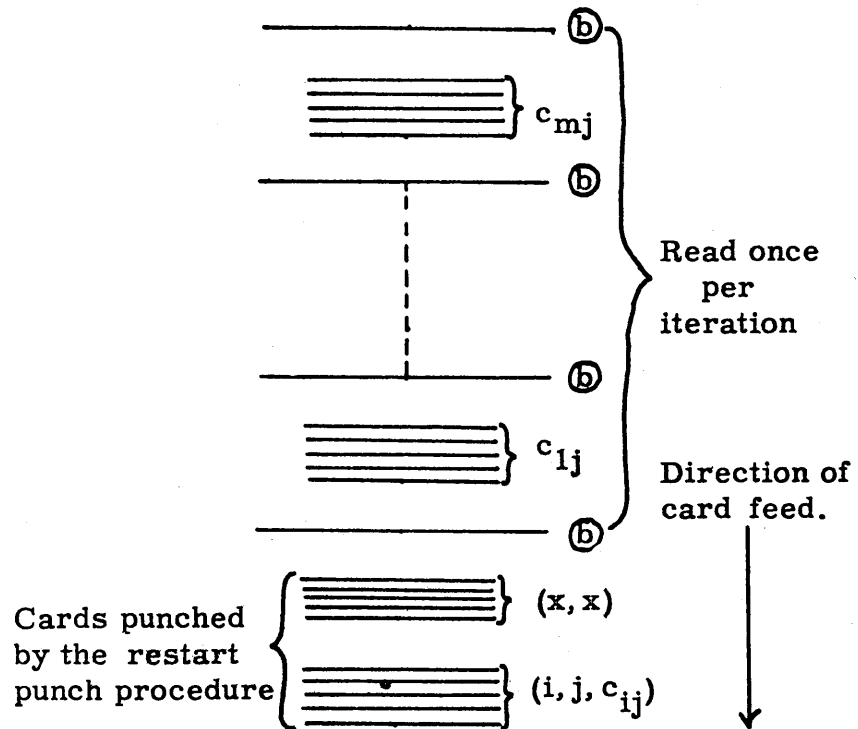 ⓑ
c_mj
ⓑ
Read once
per
iteration
ⓑ
c_1j
Direction of
card feed.
ⓑ
(x, x)
Cards punched
by the restart
punch procedure
(i, j, c_ij)